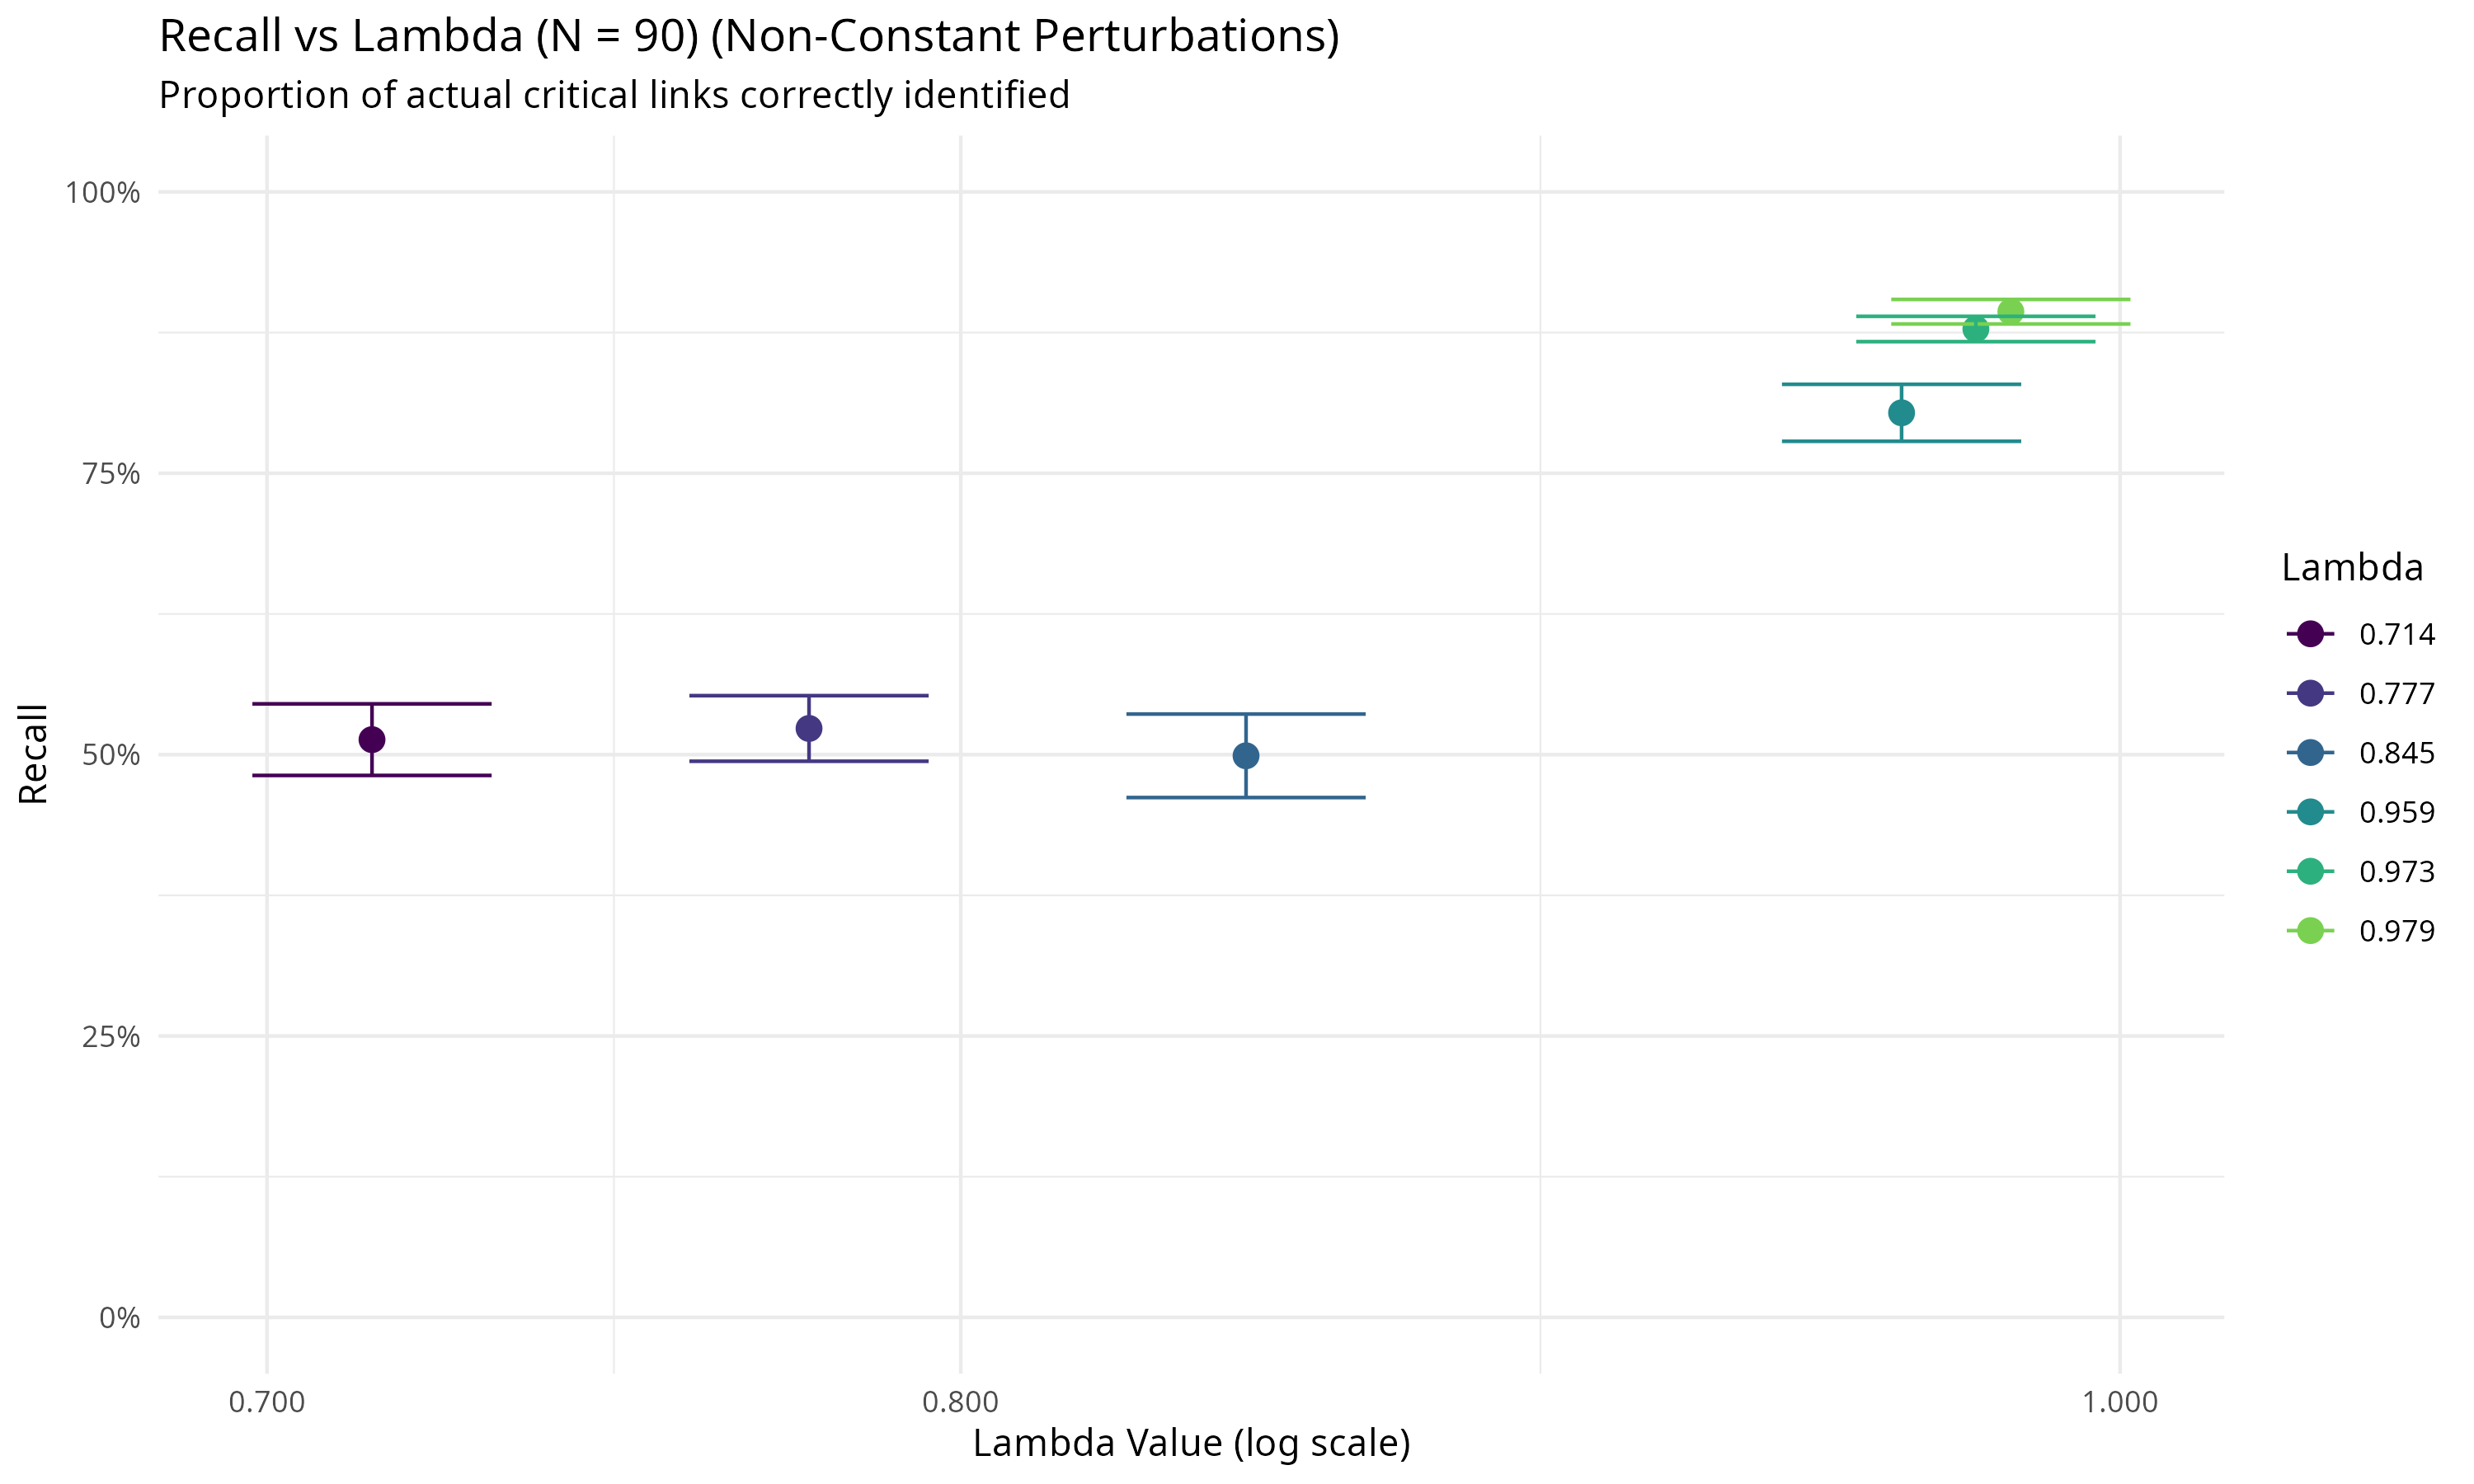 Recall vs Lambda (N = 90) (Non-Constant Perturbations)
Proportion of actual critical links correctly identified
100%
75%
50%
25%
0%
Recall
0.700
0.800
1.000
Lambda Value (log scale)
Lambda
0.714
0.777
0.845
0.959
0.973
0.979